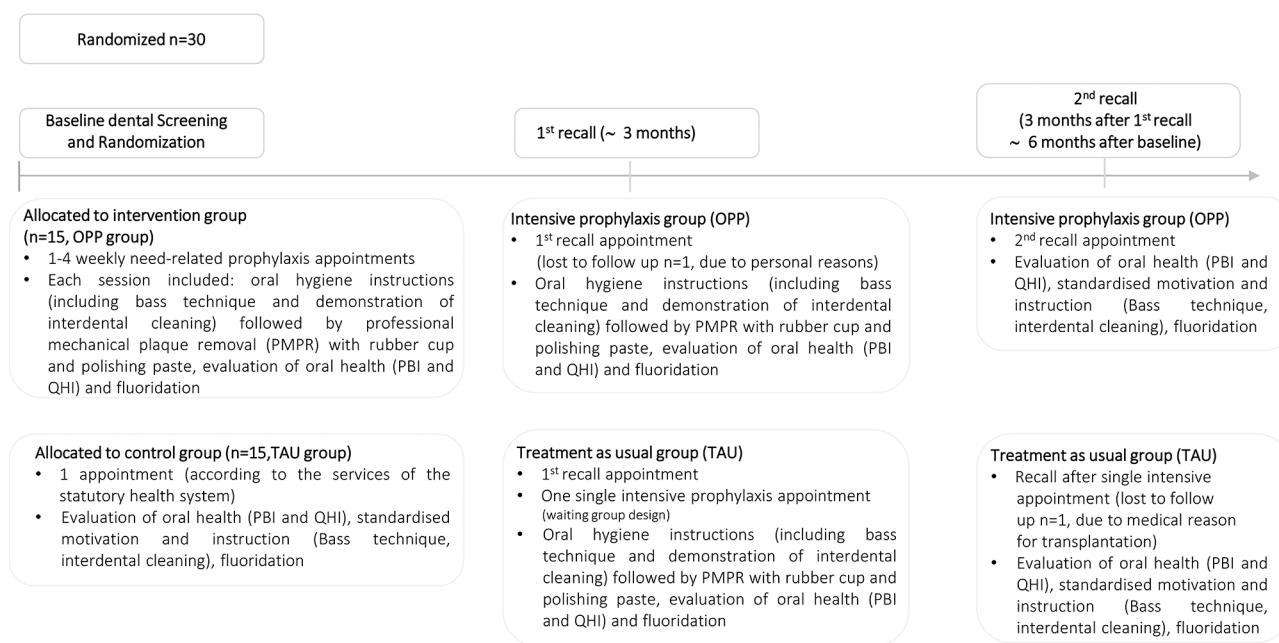 Randomized n=30
Baseline dental Screening
and Randomization
1st recall (~ 3 months)
2nd recall
(3 months after 1st recall
~ 6 months after baseline)
Allocated to intervention group
(n=15, OPP group)
• 1-4 weekly need-related prophylaxis appointments
• Each session included: oral hygiene instructions
(including bass technique and demonstration of
interdental cleaning) followed by professional
mechanical plaque removal (PMPR) with rubber cup
and polishing paste, evaluation of oral health (PBI and
QHI) and fluoridation
Intensive prophylaxis group (OPP)
• 1st recall appointment
(lost to follow up n=1, due to personal reasons)
• Oral hygiene instructions (including bass
technique and demonstration of interdental
cleaning) followed by PMPR with rubber cup and
polishing paste, evaluation of oral health (PBI
and QHI) and fluoridation
Intensive prophylaxis group (OPP)
• 2nd recall appointment
• Evaluation of oral health (PBI and
QHI), standardised motivation and
instruction (Bass technique,
interdental cleaning), fluoridation
Allocated to control group (n=15,TAU group)
• 1 appointment (according to the services of the
statutory health system)
• Evaluation of oral health (PBI and QHI), standardised
motivation and instruction (Bass technique,
interdental cleaning), fluoridation
Treatment as usual group (TAU)
• 1st recall appointment
• One single intensive prophylaxis appointment
(waiting group design)
• Oral hygiene instructions (including bass
technique and demonstration of interdental
cleaning) followed by PMPR with rubber cup and
polishing paste, evaluation of oral health (PBI
and QHI) and fluoridation
Treatment as usual group (TAU)
• Recall after single intensive
appointment (lost to follow
up n=1, due to medical reason
for transplantation)
• Evaluation of oral health (PBI and
QHI), standardised motivation and
instruction (Bass technique,
interdental cleaning), fluoridation